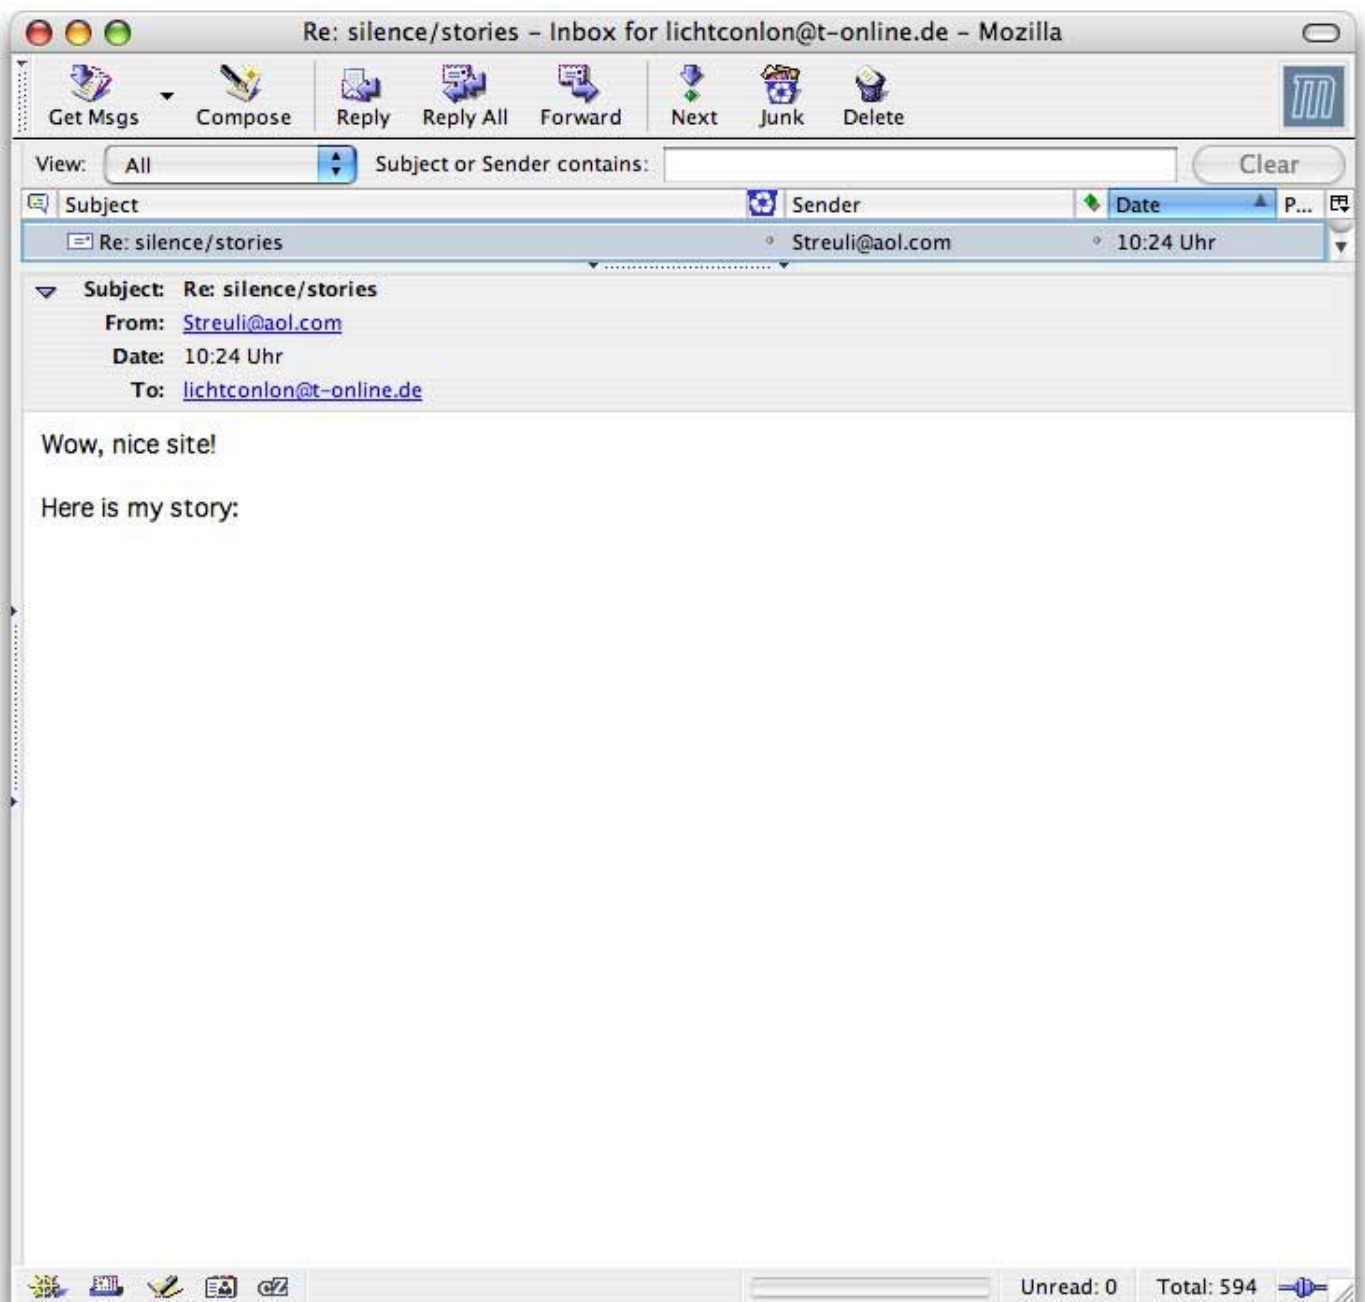 Re: silence/stories – Inbox for lichtconlon@t-online.de – Mozilla
Get Msgs Compose Reply Reply All Forward Next Junk Delete
View: All Subject or Sender contains: Clear
Subject Sender Date P...
Re: silence/stories Streuli@aol.com 10:24 Uhr
Subject: Re: silence/stories
From: Streuli@aol.com
Date: 10:24 Uhr
To: lichtconlon@t-online.de
Wow, nice site!
Here is my story:
cZ Unread: 0 Total: 594